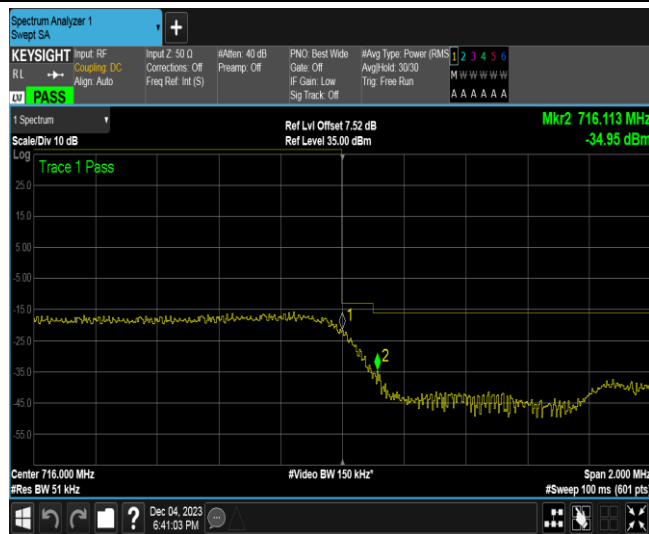 Spectrum Analyzer 1
Swept SA
+
KEYSIGHT Input: RF Input Z: 50 Ω #Atten: 40 dB PNO: Best Wide #Avg Type: Power (RMS 1 2 3 4 5 6
RL Coupling: DC Corrections: Off Preamp: Off Gate: Off Avg|Hold: 30/30 M W W W W W
Align: Auto Freq Ref: Int (S) IF Gain: Low Trig: Free Run
LXI PASS Sig Track: Off A A A A A A
1 Spectrum Ref Lvl Offset 7.52 dB Mkr2 716.113 MHz
Scale/Div 10 dB Ref Level 35.00 dBm -34.95 dBm
Log
Trace 1 Pass
25.0
15.0
5.00
-5.00
-15.0
1
-25.0
2
-35.0
-45.0
-55.0
Center 716.000 MHz #Video BW 150 kHz* Span 2.000 MHz
#Res BW 51 kHz #Sweep 100 ms (601 pts
? Dec 04, 2023
6:41:03 PM